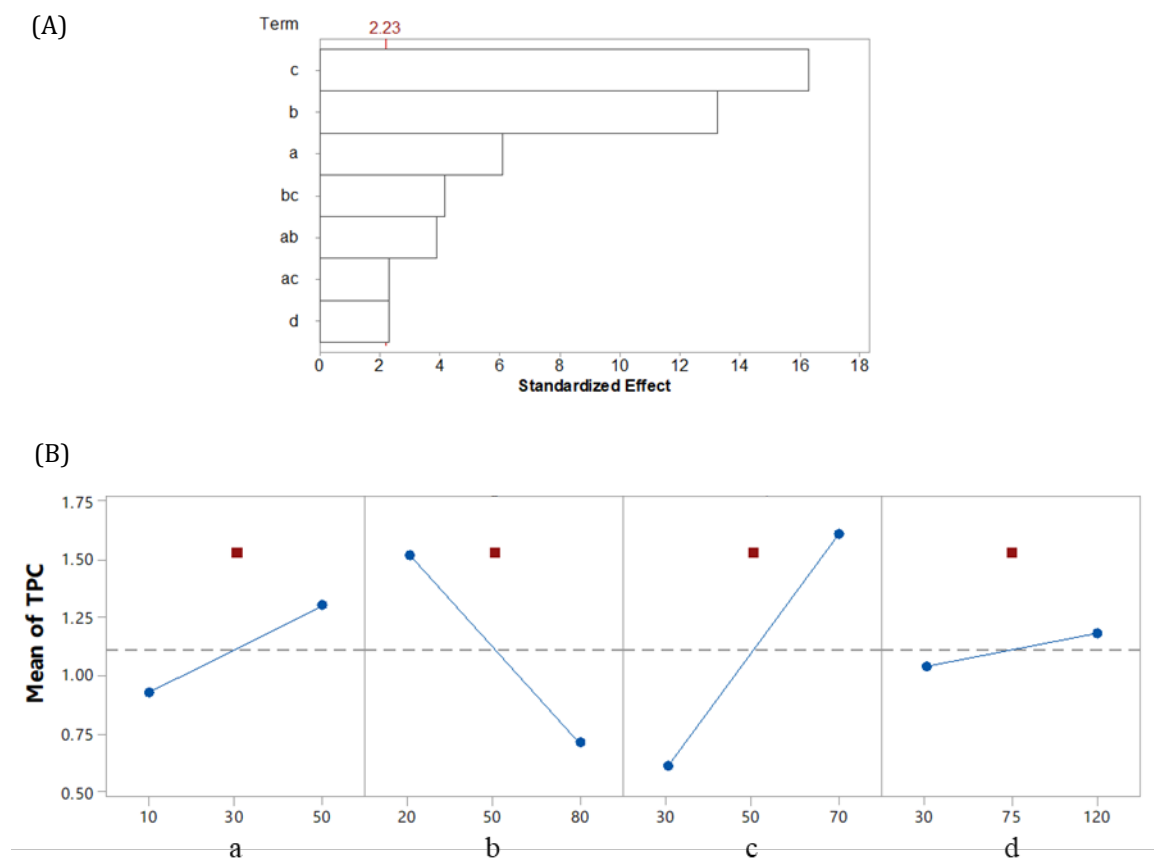 (A)
Term
2.23
c
b
a
bc
ab
ac
d
0 2 4 6 8 10 12 14 16 18
Standardized Effect
(B)
Mean of TPC
1.75
1.50
1.25
1.00
0.75
0.50
10 30 50 20 50 80 30 50 70 30 75 120
a b c d